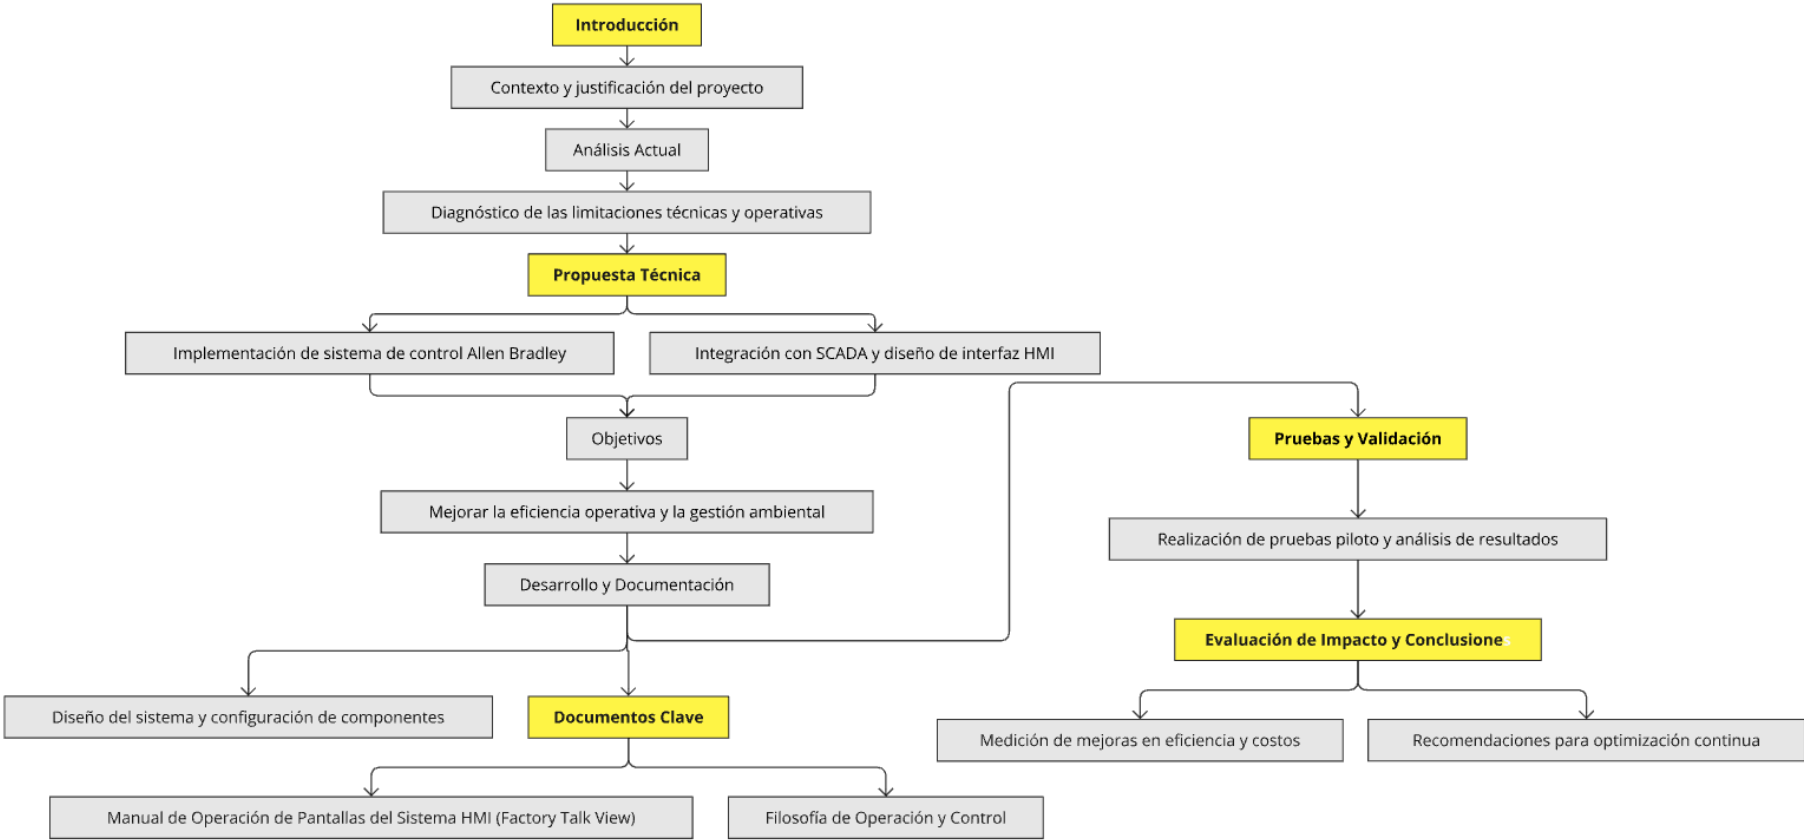 Introducción
Contexto y justificación del proyecto
Análisis Actual
Diagnóstico de las limitaciones técnicas y operativas
Propuesta Técnica
Implementación de sistema de control Allen Bradley
Integración con SCADA y diseño de interfaz HMI
Objetivos
Mejorar la eficiencia operativa y la gestión ambiental
Desarrollo y Documentación
Diseño del sistema y configuración de componentes
Documentos Clave
Manual de Operación de Pantallas del Sistema HMI (Factory Talk View)
Filosofía de Operación y Control
Pruebas y Validación
Realización de pruebas piloto y análisis de resultados
Evaluación de Impacto y Conclusiones
Medición de mejoras en eficiencia y costos
Recomendaciones para optimización continua